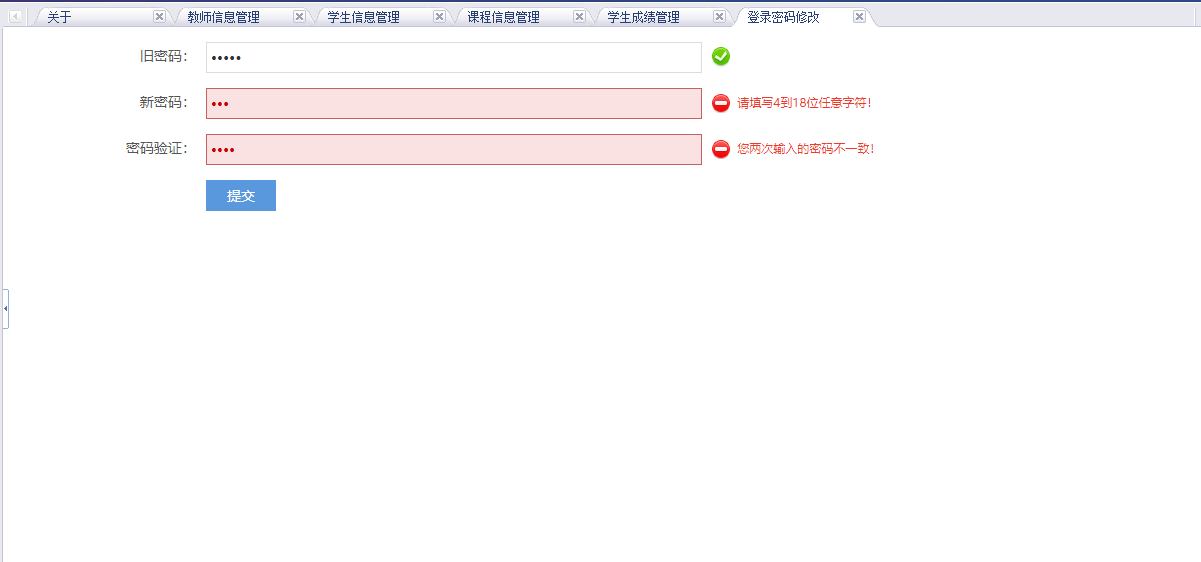 关于 教师信息管理 学生信息管理 课程信息管理 学生成绩管理 登录密码修改
旧密码： •••••
新密码： ••• 请填写4到18位任意字符！
密码验证： •••• 您两次输入的密码不一致！
提交